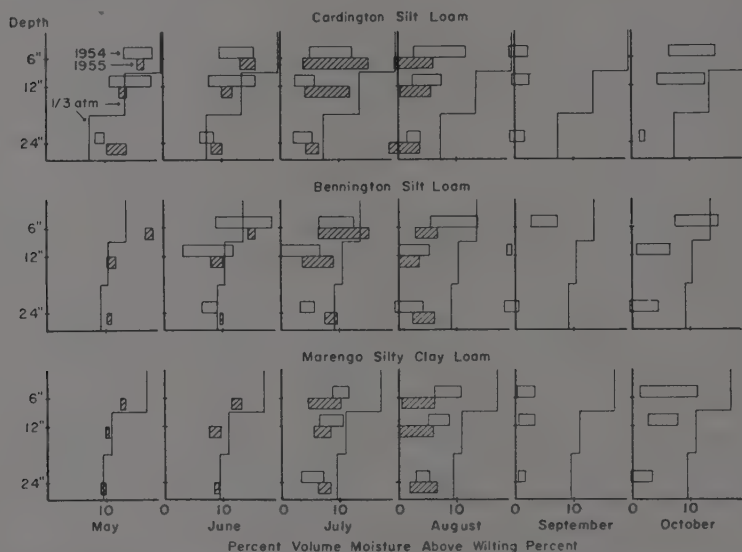 Cardington Silt Loam
Depth
1954
1955
6"
12"
1/3 atm
24"
Bennington Silt Loam
6"
12"
24"
Marengo Silty Clay Loam
6"
12"
24"
10 0 10 0 10 0 10 0 10 0 10
May June July August September October
Percent Volume Moisture Above Wilting Percent